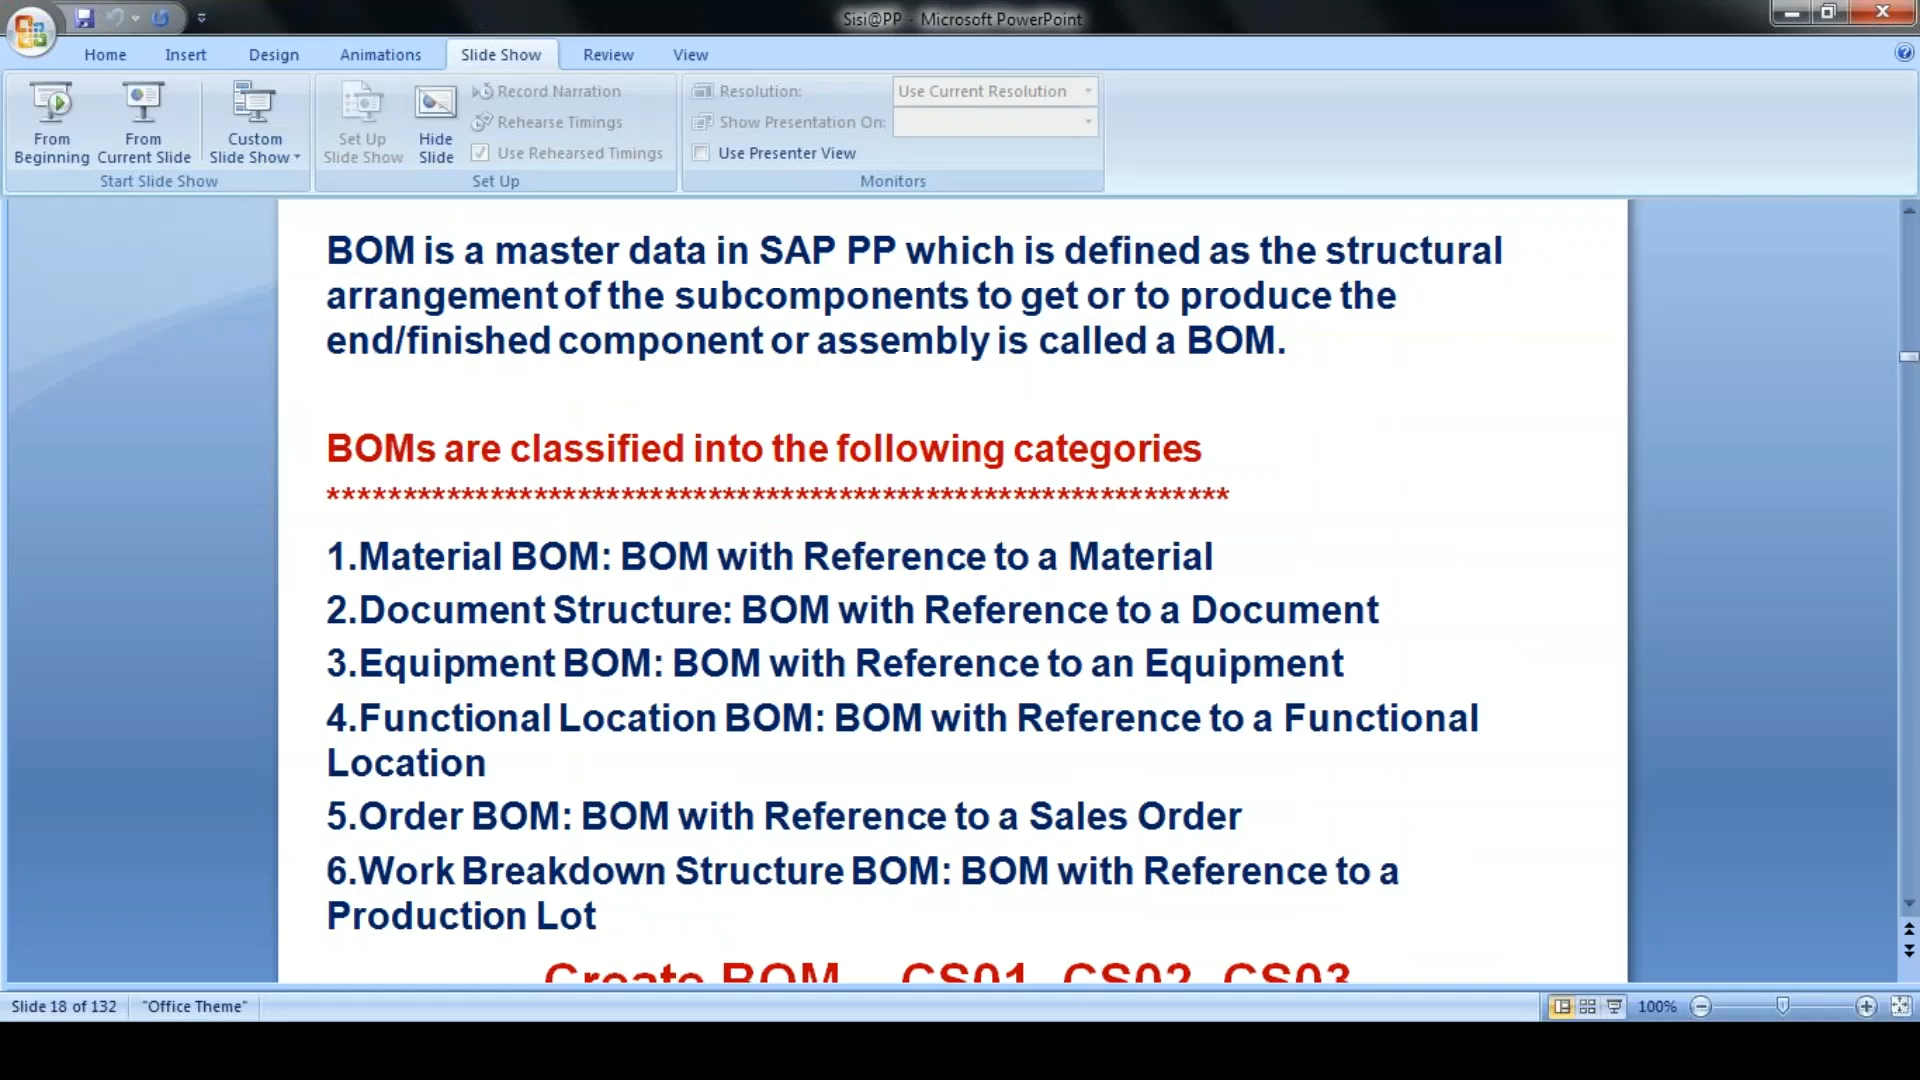 Sisi@PP - Microsoft PowerPoint
Home Insert Design Animations Slide Show Review View
From Beginning
From Current Slide
Custom Slide Show
Start Slide Show
Set Up Slide Show
Hide Slide
Record Narration
Rehearse Timings
Use Rehearsed Timings
Set Up
Resolution: Use Current Resolution
Show Presentation On:
Use Presenter View
Monitors
BOM is a master data in SAP PP which is defined as the structural
arrangement of the subcomponents to get or to produce the
end/finished component or assembly is called a BOM.
BOMs are classified into the following categories
**************************************************************
1.Material BOM: BOM with Reference to a Material
2.Document Structure: BOM with Reference to a Document
3.Equipment BOM: BOM with Reference to an Equipment
4.Functional Location BOM: BOM with Reference to a Functional
Location
5.Order BOM: BOM with Reference to a Sales Order
6.Work Breakdown Structure BOM: BOM with Reference to a
Production Lot
Create BOM CS01, CS02, CS03
Slide 18 of 132 "Office Theme" 100%